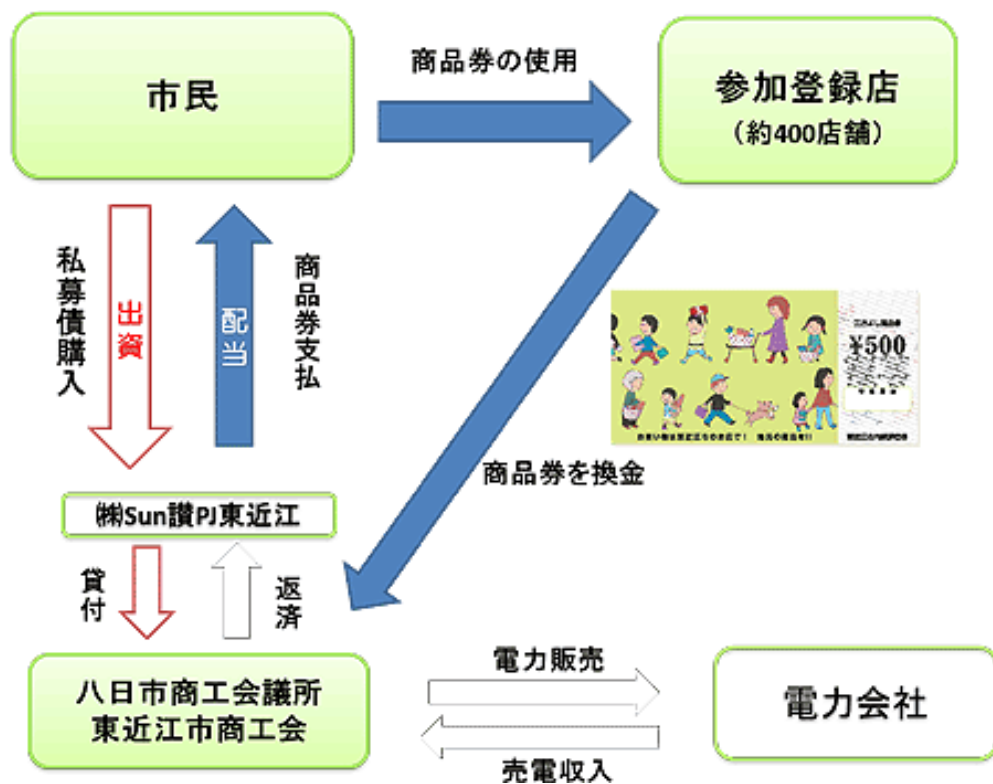 市民
商品券の使用
参加登録店
（約400店舗）
私募債購入
出資
配当
商品券支払
¥500
商品券を換金
㈱Sun讃PJ東近江
貸付
返済
八日市商工会議所
東近江市商工会
電力販売
売電収入
電力会社